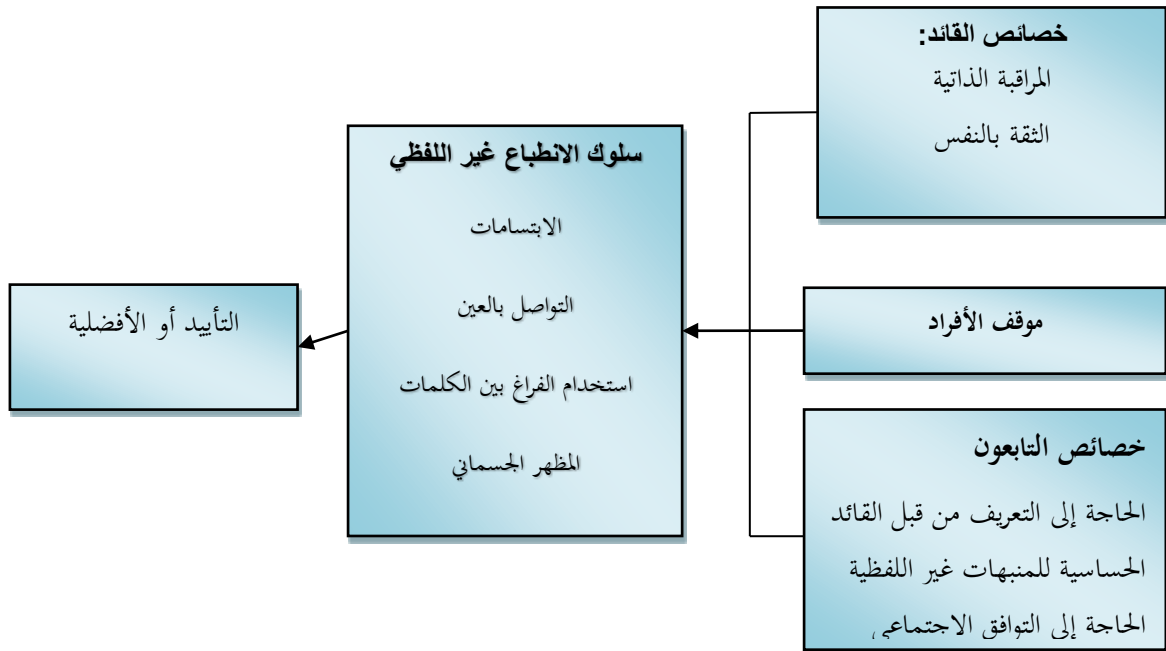 خصائص القائد:
المراقبة الذاتية
الثقة بالنفس
موقف الأفراد
خصائص التابعون
الحاجة إلى التعريف من قبل القائد
الحساسية للمنبهات غير اللفظية
الحاجة إلى التوافق الاجتماعي
سلوك الانطباع غير اللفظي
الابتسامات
التواصل بالعين
استخدام الفراغ بين الكلمات
المظهر الجسماني
التأييد أو الأفضلية